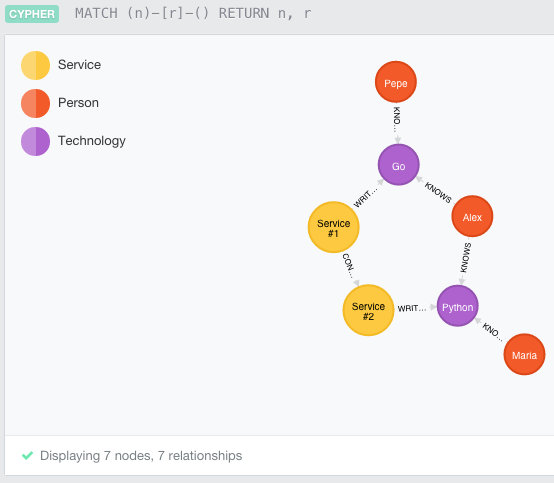 CYPHER MATCH (n)-[r]-() RETURN n, r
Service
Person
Technology
Pepe
KNO...
Go
WRIT...
KNOWS
Service
#1
Alex
CON...
KNOWS
Service
#2
WRIT...
Python
KNO...
Maria
Displaying 7 nodes, 7 relationships